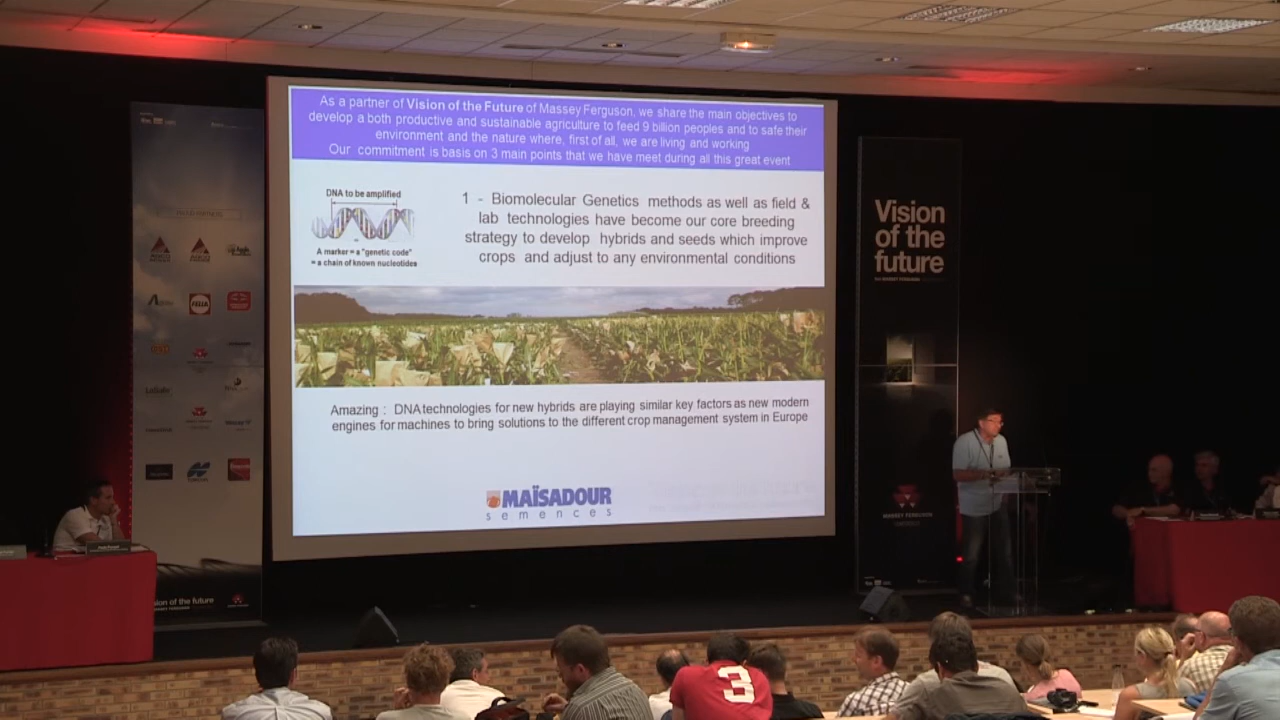 As a partner of Vision of the Future of Massey Ferguson, we share the main objectives to
develop a both productive and sustainable agriculture to feed 9 billion peoples and to safe their
environment and the nature where, first of all, we are living and working
Our commitment is basis on 3 main points that we have meet during all this great event
DNA to be amplified
A marker = a "genetic code"
= a chain of known nucleotides
1 - Biomolecular Genetics methods as well as field &
lab technologies have become our core breeding
strategy to develop hybrids and seeds which improve
crops and adjust to any environmental conditions
Amazing : DNA technologies for new hybrids are playing similar key factors as new modern
engines for machines to bring solutions to the different crop management system in Europe
MAÏSADOUR
semences
Vision
of the
future
MASSEY FERGUSON
FELLA
ion of the future
3